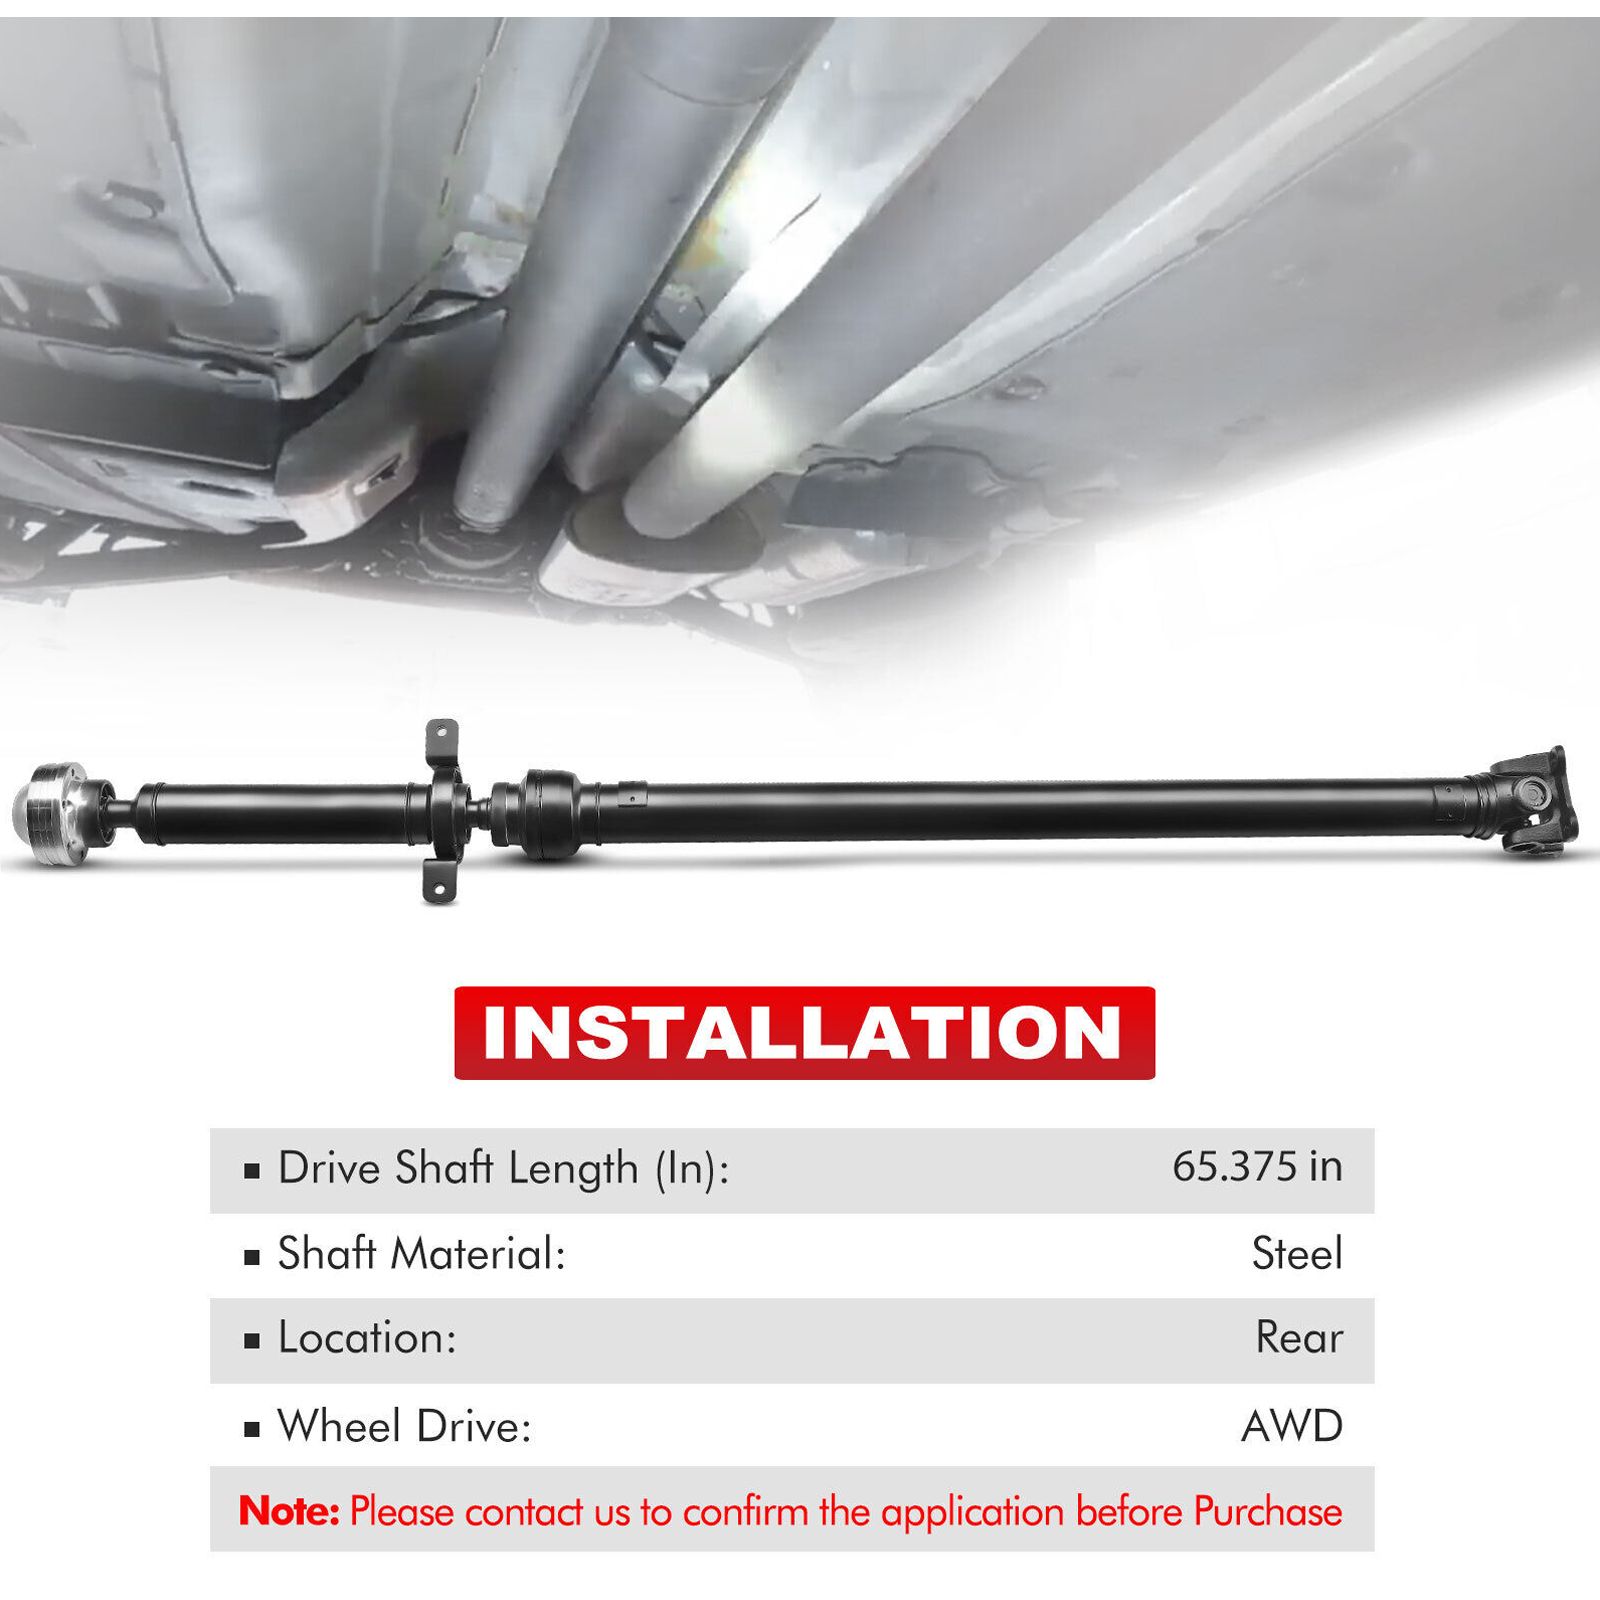 INSTALLATION
▪ Drive Shaft Length (In): 65.375 in
▪ Shaft Material: Steel
▪ Location: Rear
▪ Wheel Drive: AWD
Note: Please contact us to confirm the application before Purchase